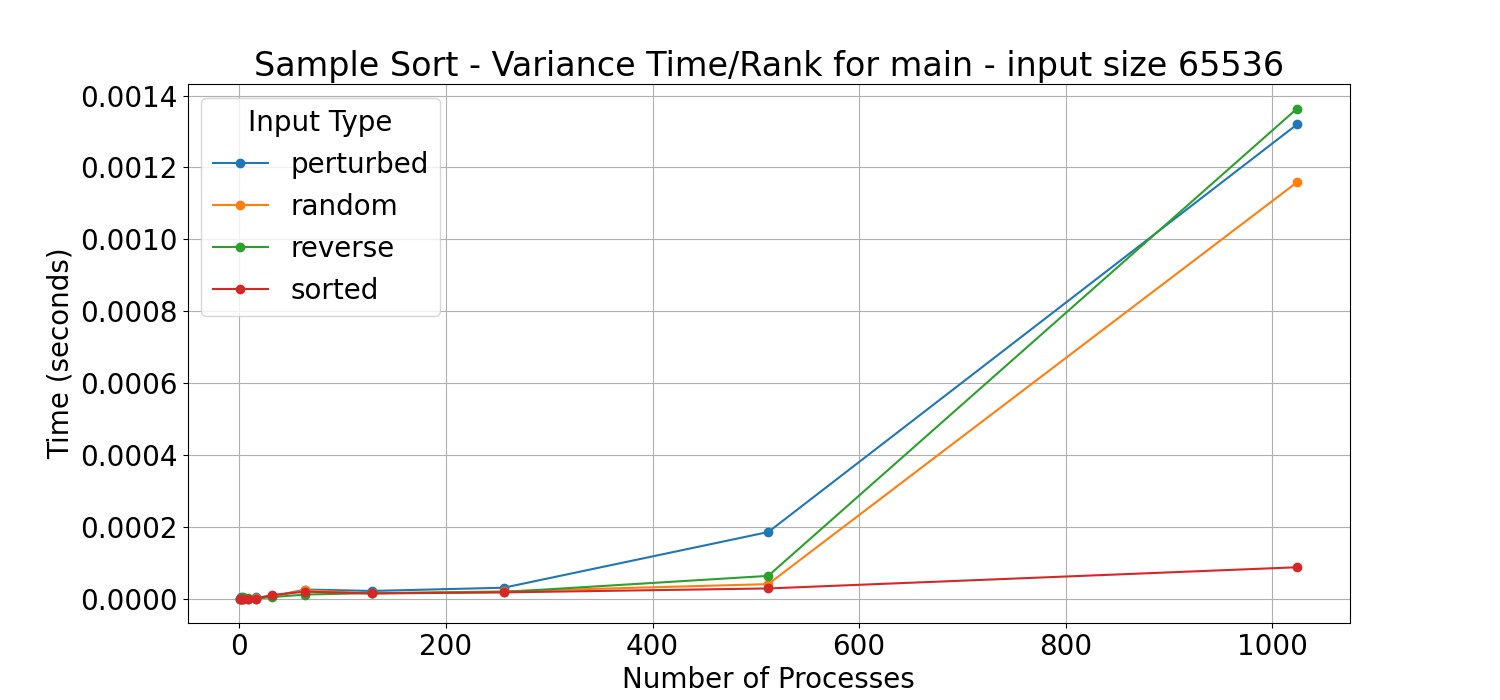 Sample Sort - Variance Time/Rank for main - input size 65536
0.0014
0.0012
0.0010
0.0008
0.0006
0.0004
0.0002
0.0000
Time (seconds)
Input Type
perturbed
random
reverse
sorted
0 200 400 600 800 1000
Number of Processes